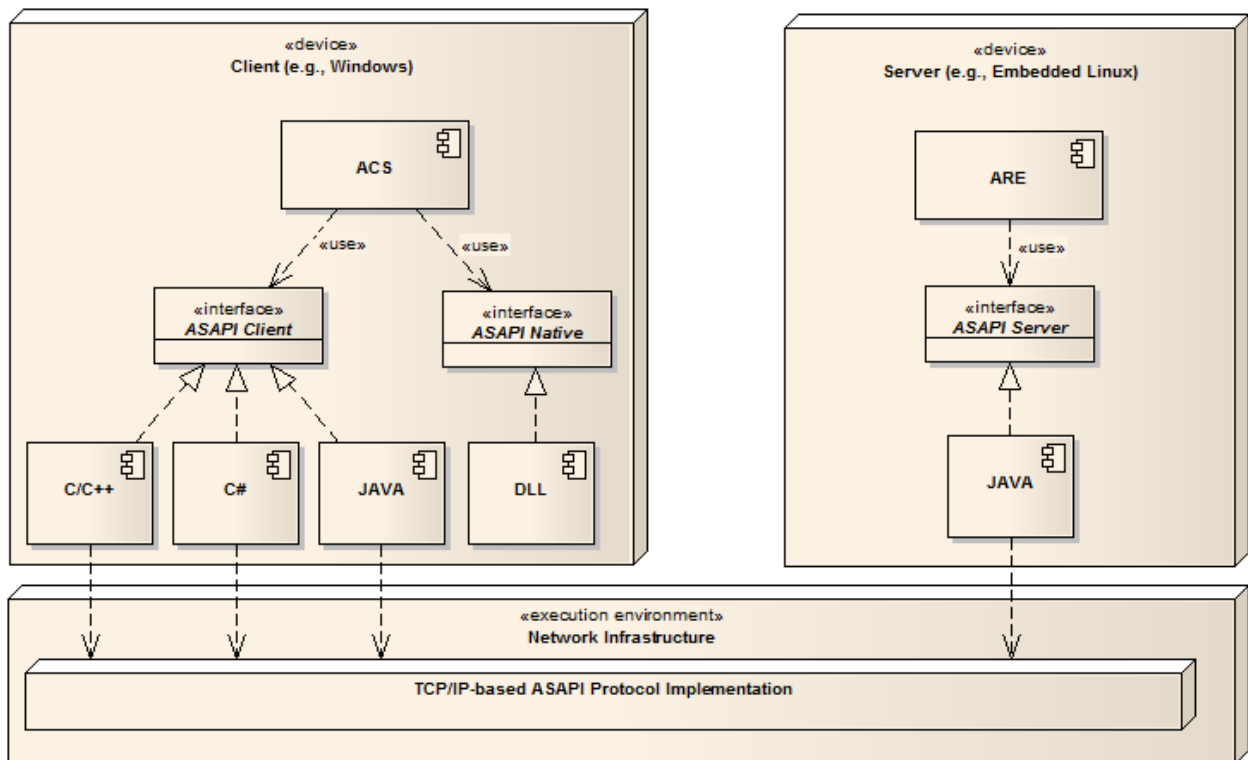 «device»
Client (e.g., Windows)
ACS
«use»
«use»
«interface»
ASAPI Client
«interface»
ASAPI Native
C/C++
C#
JAVA
DLL
«device»
Server (e.g., Embedded Linux)
ARE
«use»
«interface»
ASAPI Server
JAVA
«execution environment»
Network Infrastructure
TCP/IP-based ASAPI Protocol Implementation